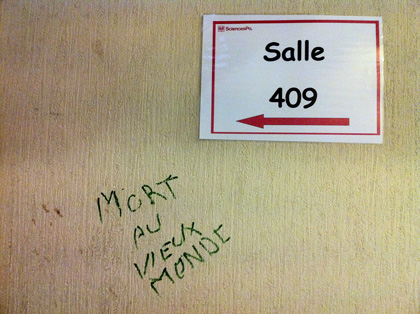 SciencesPo.
Salle
409
MORT
AU
VIEUX
MONDE